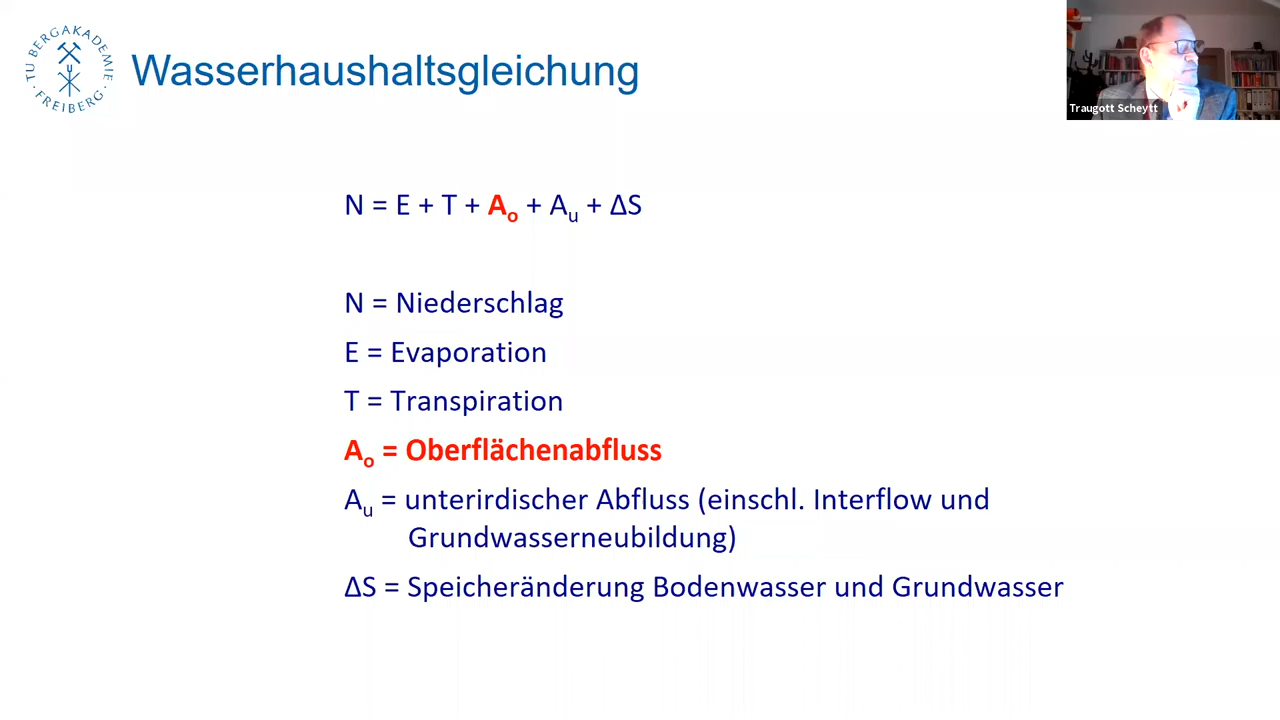 TU BERGAKADEMIE
FREIBERG
Wasserhaushaltsgleichung
Traugott Scheytt
N = E + T + Aₒ + Aᵤ + ΔS
N = Niederschlag
E = Evaporation
T = Transpiration
Aₒ = Oberflächenabfluss
Aᵤ = unterirdischer Abfluss (einschl. Interflow und
Grundwasserneubildung)
ΔS = Speicheränderung Bodenwasser und Grundwasser